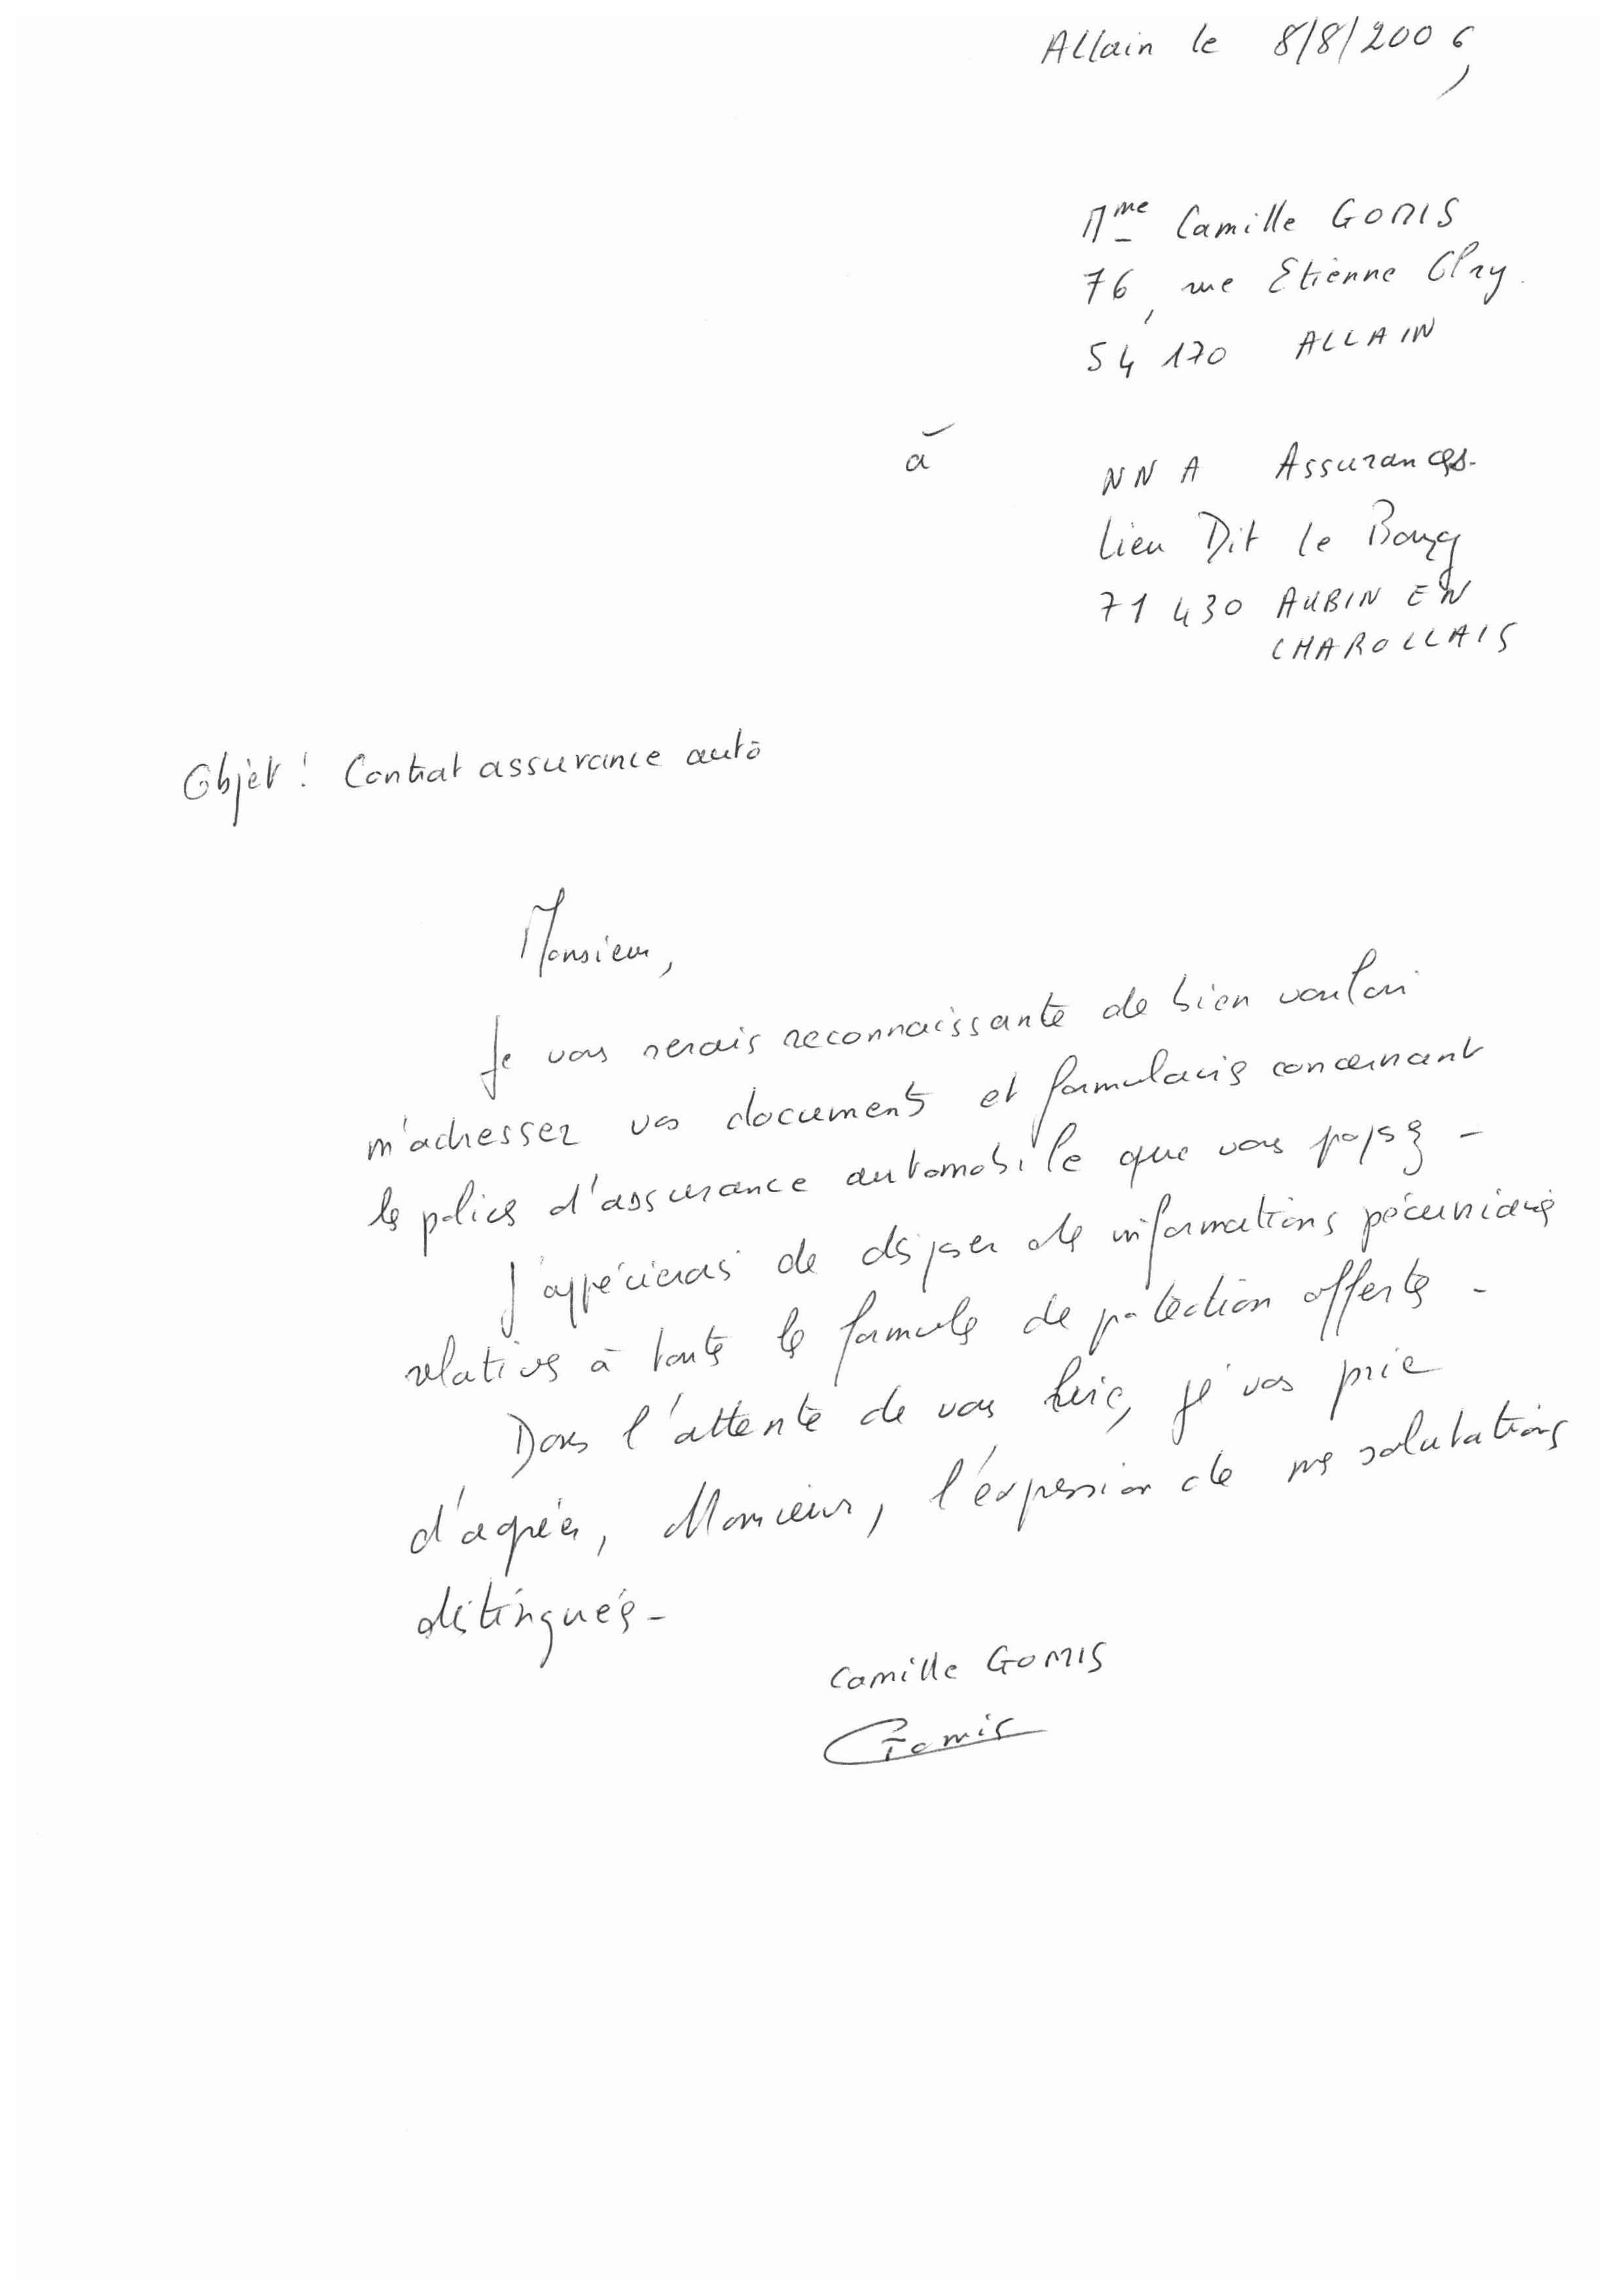 Allain le 8/8/2006,
Mme Camille GOMIS
76, rue Etienne Olry
54 170 ALLAIN
à
NNA Assurances.
Lieu Dit le Bourg
71 430 AUBIN EN
CHAROLLAIS
Objet : Contrat assurance auto
Monsieur,
Je vous serais reconnaissante de bien vouloir
m'adresser vos documents et formulaires concernant
les polices d'assurance automobile que vous proposez -
J'apprécierais de disposer des informations pécuniaires
relatives à toutes les formules de protection offertes -
Dans l'attente de vous lire, je vous prie
d'agréer, Monsieur, l'expression de mes salutations
distinguées -
Camille GOMIS
Gomis